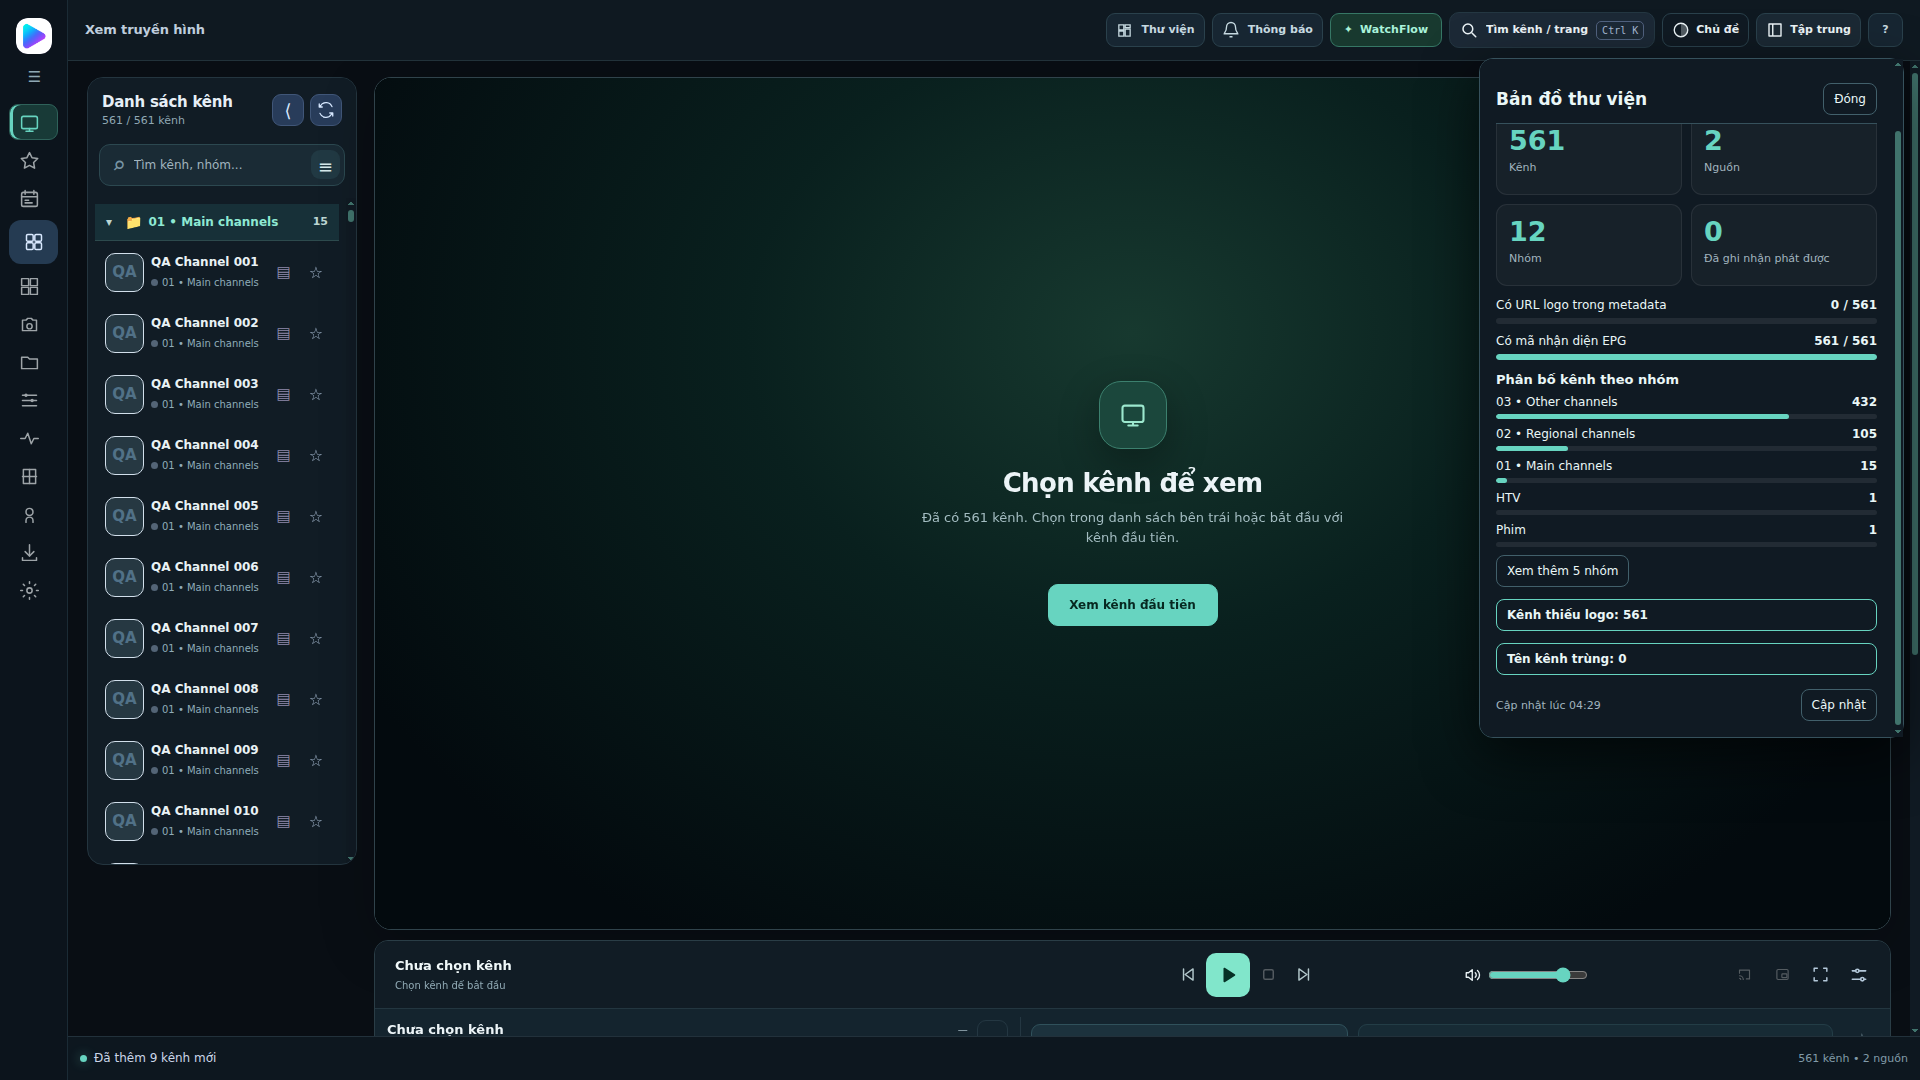 Xem truyền hình
Thư viện
Thông báo
✦ WatchFlow
Tìm kênh / trang Ctrl K
Chủ đề
Tập trung
?
Danh sách kênh
561 / 561 kênh
Tìm kênh, nhóm...
01 • Main channels 15
QA QA Channel 001
01 • Main channels
QA QA Channel 002
01 • Main channels
QA QA Channel 003
01 • Main channels
QA QA Channel 004
01 • Main channels
QA QA Channel 005
01 • Main channels
QA QA Channel 006
01 • Main channels
QA QA Channel 007
01 • Main channels
QA QA Channel 008
01 • Main channels
QA QA Channel 009
01 • Main channels
QA QA Channel 010
01 • Main channels
Chọn kênh để xem
Đã có 561 kênh. Chọn trong danh sách bên trái hoặc bắt đầu với
kênh đầu tiên.
Xem kênh đầu tiên
Bản đồ thư viện
Đóng
561
Kênh
2
Nguồn
12
Nhóm
0
Đã ghi nhận phát được
Có URL logo trong metadata 0 / 561
Có mã nhận diện EPG 561 / 561
Phân bố kênh theo nhóm
03 • Other channels 432
02 • Regional channels 105
01 • Main channels 15
HTV 1
Phim 1
Xem thêm 5 nhóm
Kênh thiếu logo: 561
Tên kênh trùng: 0
Cập nhật lúc 04:29
Cập nhật
Chưa chọn kênh
Chọn kênh để bắt đầu
Chưa chọn kênh
Đã thêm 9 kênh mới
561 kênh • 2 nguồn